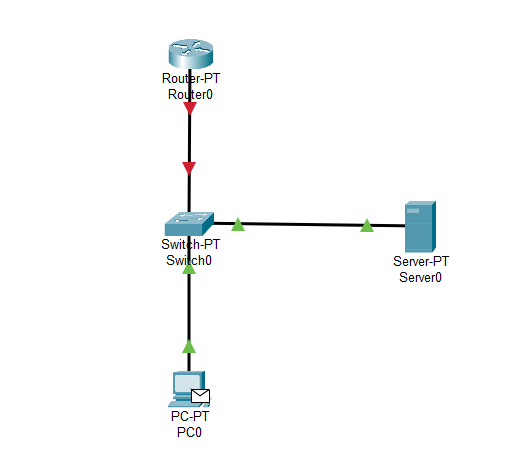 Router-PT
Router0
Switch-PT
Switch0
Server-PT
Server0
PC-PT
PC0